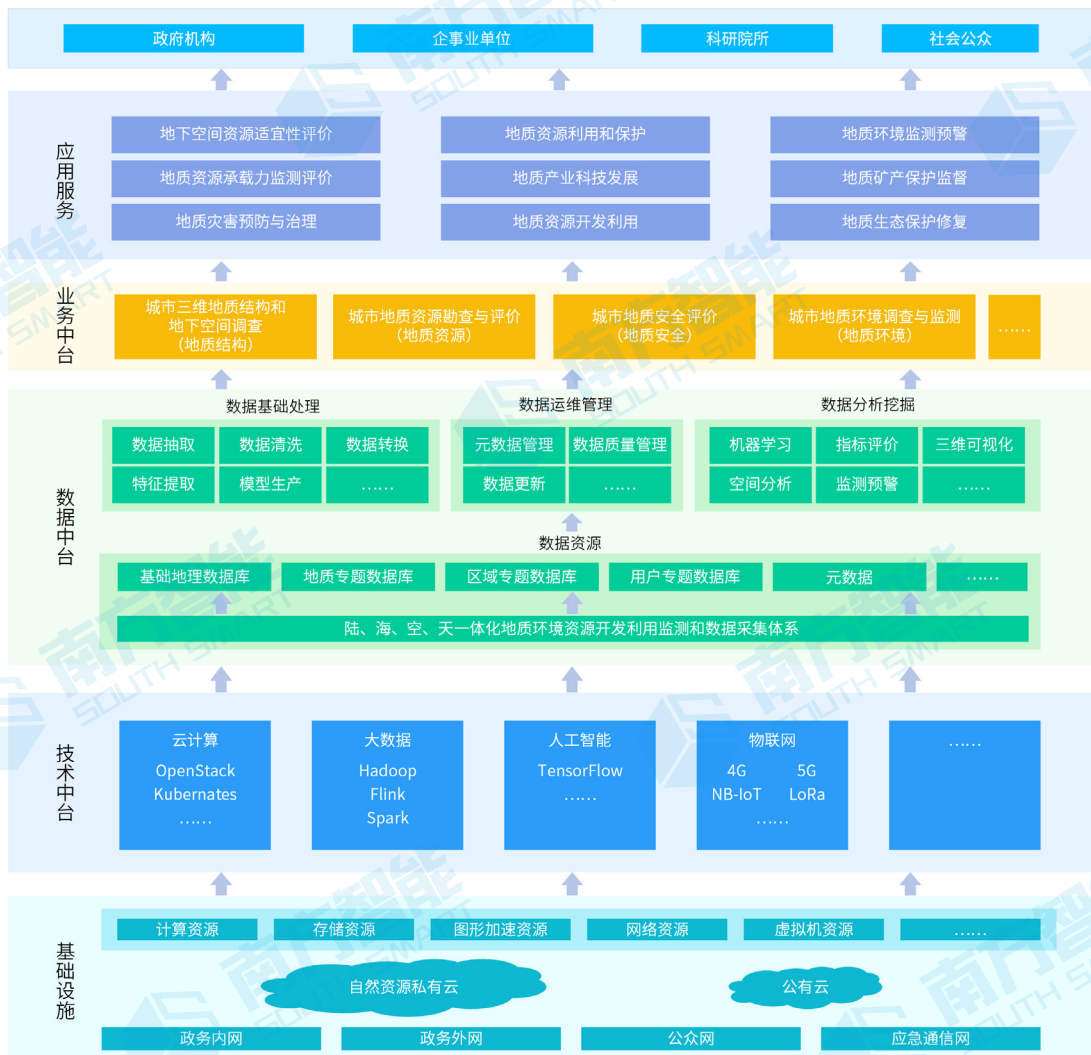 政府机构
企事业单位
科研院所
社会公众
应用服务
地下空间资源适宜性评价
地质资源利用和保护
地质环境监测预警
地质资源承载力监测评价
地质产业科技发展
地质矿产保护监督
地质灾害预防与治理
地质资源开发利用
地质生态保护修复
业务中台
城市三维地质结构和
地下空间调查
(地质结构)
城市地质资源勘查与评价
(地质资源)
城市地质安全评价
(地质安全)
城市地质环境调查与监测
(地质环境)
……
数据中台
数据基础处理
数据抽取
数据清洗
数据转换
特征提取
模型生产
……
数据运维管理
元数据管理
数据质量管理
数据更新
……
数据分析挖掘
机器学习
指标评价
三维可视化
空间分析
监测预警
……
数据资源
基础地理数据库
地质专题数据库
区域专题数据库
用户专题数据库
元数据
……
陆、海、空、天一体化地质环境资源开发利用监测和数据采集体系
技术中台
云计算
OpenStack
Kubernates
……
大数据
Hadoop
Flink
Spark
人工智能
TensorFlow
……
物联网
4G 5G
NB-IoT LoRa
……
……
基础设施
计算资源
存储资源
图形加速资源
网络资源
虚拟机资源
……
自然资源私有云
公有云
政务内网
政务外网
公众网
应急通信网
南方智能
SOUTH SMART